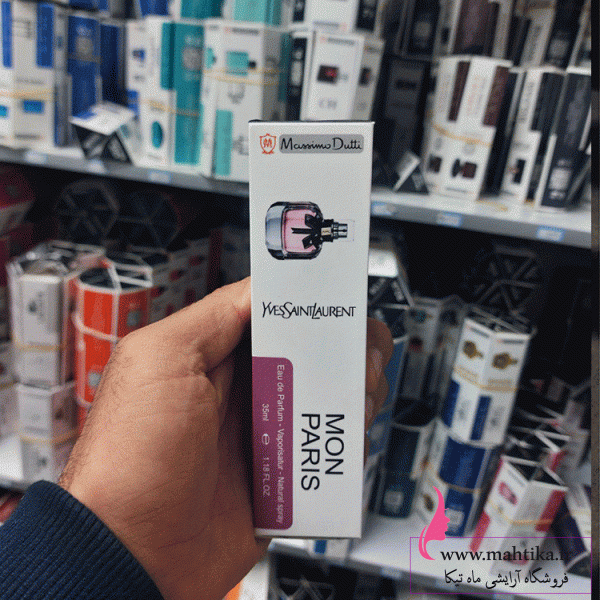 Massimo Dutti
YVESSAINTLAURENT
MON
PARIS
Eau de Parfum - Vaporisatur - Natural spray
35ml e 1.18 FL OZ
www.mahtika.ir
فروشگاه آرایشی ماه تیکا